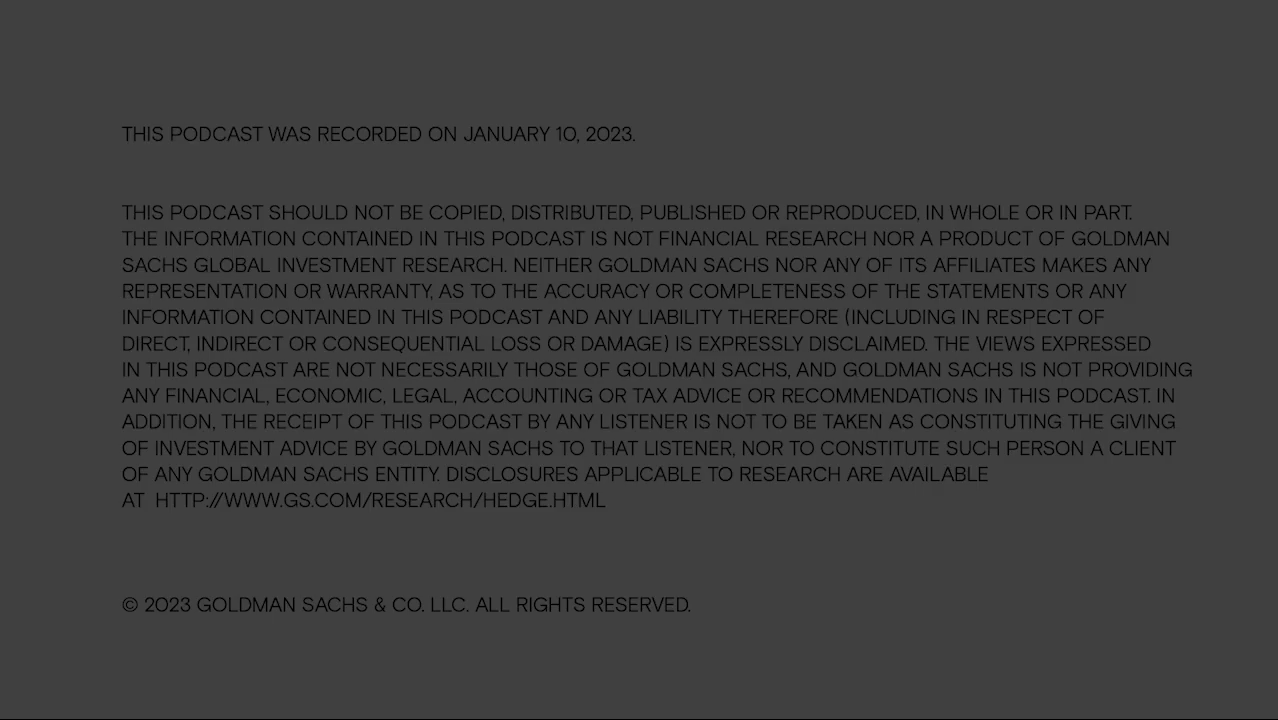 THIS PODCAST WAS RECORDED ON JANUARY 10, 2023.
THIS PODCAST SHOULD NOT BE COPIED, DISTRIBUTED, PUBLISHED OR REPRODUCED, IN WHOLE OR IN PART.
THE INFORMATION CONTAINED IN THIS PODCAST IS NOT FINANCIAL RESEARCH NOR A PRODUCT OF GOLDMAN
SACHS GLOBAL INVESTMENT RESEARCH. NEITHER GOLDMAN SACHS NOR ANY OF ITS AFFILIATES MAKES ANY
REPRESENTATION OR WARRANTY, AS TO THE ACCURACY OR COMPLETENESS OF THE STATEMENTS OR ANY
INFORMATION CONTAINED IN THIS PODCAST AND ANY LIABILITY THEREFORE (INCLUDING IN RESPECT OF
DIRECT, INDIRECT OR CONSEQUENTIAL LOSS OR DAMAGE) IS EXPRESSLY DISCLAIMED. THE VIEWS EXPRESSED
IN THIS PODCAST ARE NOT NECESSARILY THOSE OF GOLDMAN SACHS, AND GOLDMAN SACHS IS NOT PROVIDING
ANY FINANCIAL, ECONOMIC, LEGAL, ACCOUNTING OR TAX ADVICE OR RECOMMENDATIONS IN THIS PODCAST. IN
ADDITION, THE RECEIPT OF THIS PODCAST BY ANY LISTENER IS NOT TO BE TAKEN AS CONSTITUTING THE GIVING
OF INVESTMENT ADVICE BY GOLDMAN SACHS TO THAT LISTENER, NOR TO CONSTITUTE SUCH PERSON A CLIENT
OF ANY GOLDMAN SACHS ENTITY. DISCLOSURES APPLICABLE TO RESEARCH ARE AVAILABLE
AT HTTP://WWW.GS.COM/RESEARCH/HEDGE.HTML
© 2023 GOLDMAN SACHS & CO. LLC. ALL RIGHTS RESERVED.